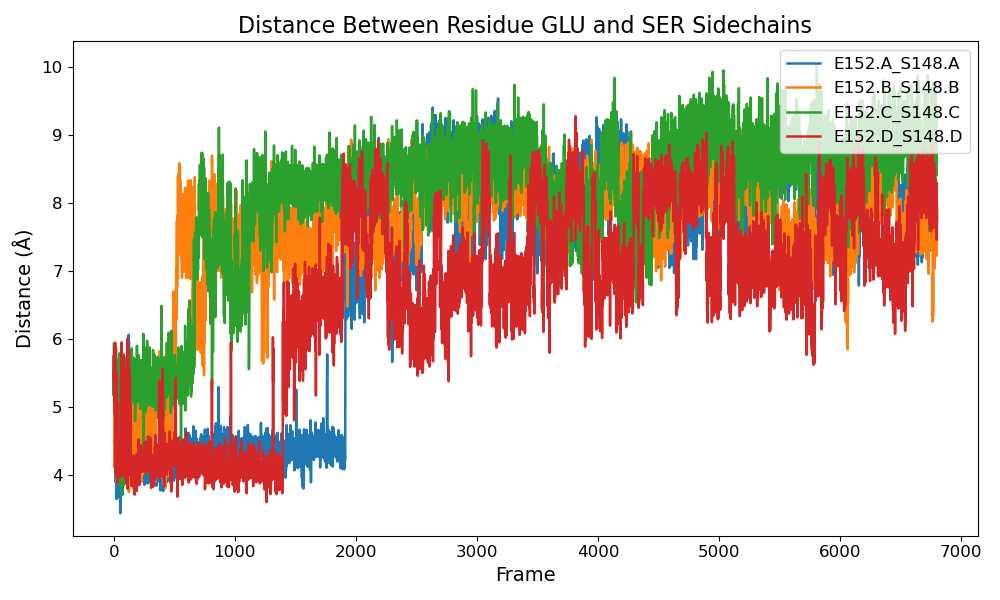 Distance Between Residue GLU and SER Sidechains
E152.A_S148.A
E152.B_S148.B
E152.C_S148.C
E152.D_S148.D
Distance (Å)
10
9
8
7
6
5
4
0 1000 2000 3000 4000 5000 6000 7000
Frame